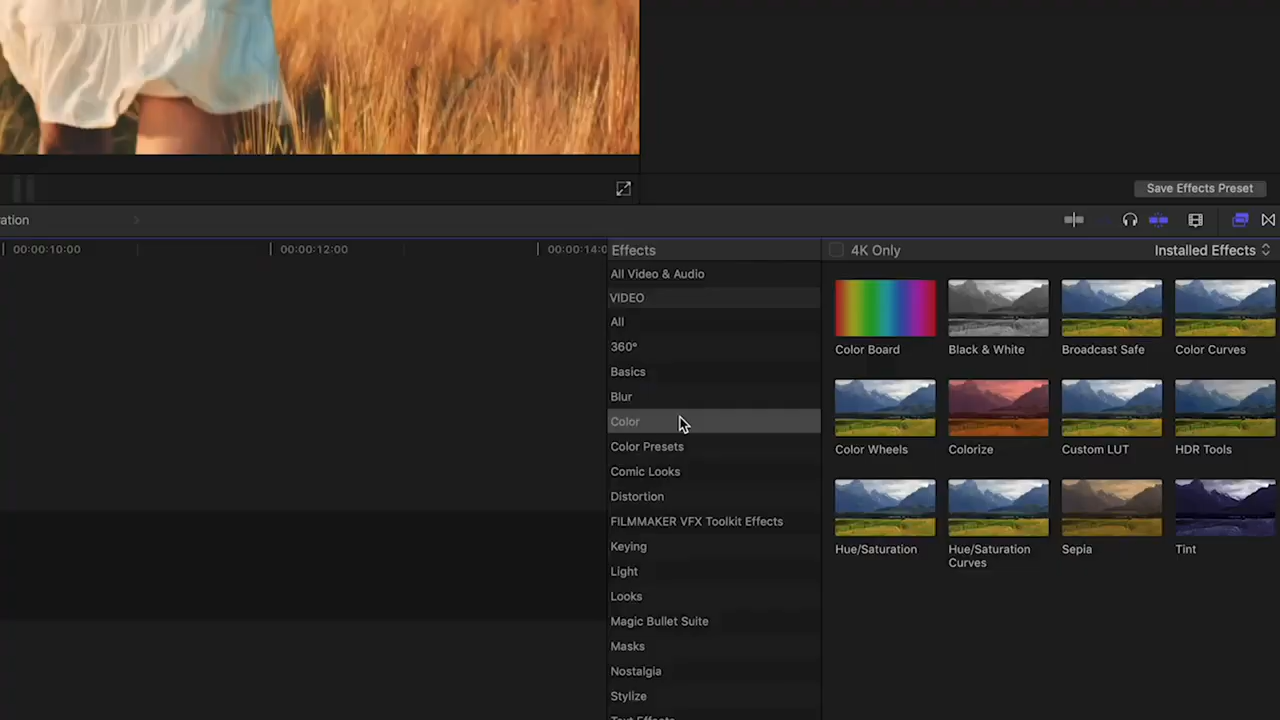 Save Effects Preset
ation
00:00:10:00
00:00:12:00
00:00:14:0
Effects
4K Only
Installed Effects
All Video & Audio
VIDEO
All
360°
Basics
Blur
Color
Color Presets
Comic Looks
Distortion
FILMMAKER VFX Toolkit Effects
Keying
Light
Looks
Magic Bullet Suite
Masks
Nostalgia
Stylize
Text Effects
Color Board
Black & White
Broadcast Safe
Color Curves
Color Wheels
Colorize
Custom LUT
HDR Tools
Hue/Saturation
Hue/Saturation
Curves
Sepia
Tint